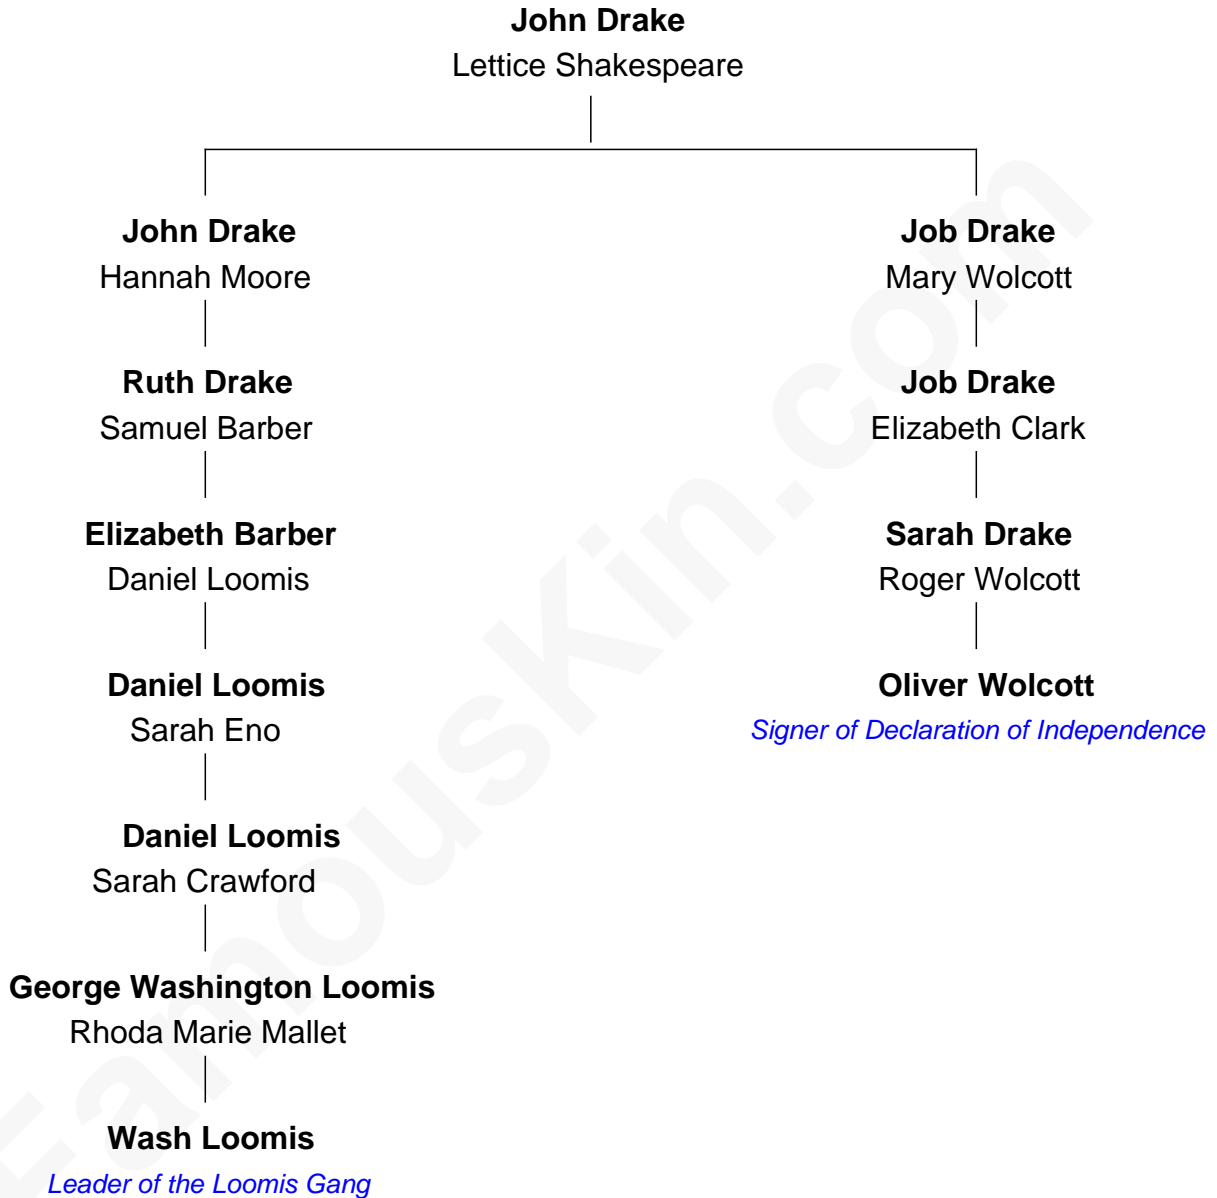 John Drake
Lettice Shakespeare
John Drake
Hannah Moore
Ruth Drake
Samuel Barber
Elizabeth Barber
Daniel Loomis
Daniel Loomis
Sarah Eno
Daniel Loomis
Sarah Crawford
George Washington Loomis
Rhoda Marie Mallet
Wash Loomis
Leader of the Loomis Gang
Job Drake
Mary Wolcott
Job Drake
Elizabeth Clark
Sarah Drake
Roger Wolcott
Oliver Wolcott
Signer of Declaration of Independence
FamousKin.com